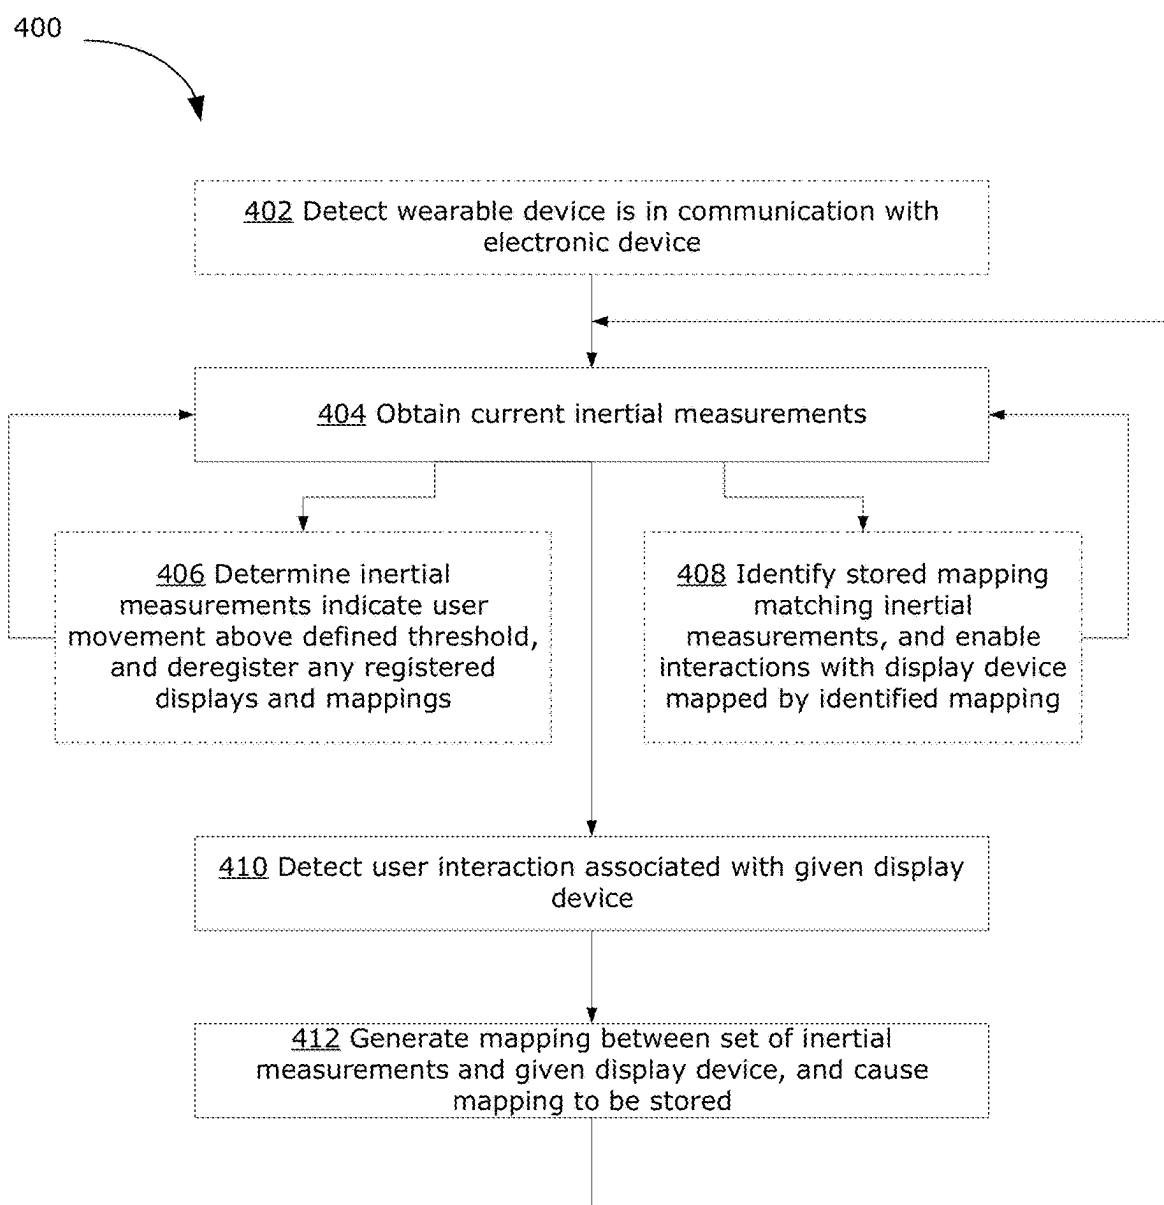 400
402 Detect wearable device is in communication with
electronic device
404 Obtain current inertial measurements
406 Determine inertial
measurements indicate user
movement above defined threshold,
and deregister any registered
displays and mappings
408 Identify stored mapping
matching inertial
measurements, and enable
interactions with display device
mapped by identified mapping
410 Detect user interaction associated with given display
device
412 Generate mapping between set of inertial
measurements and given display device, and cause
mapping to be stored